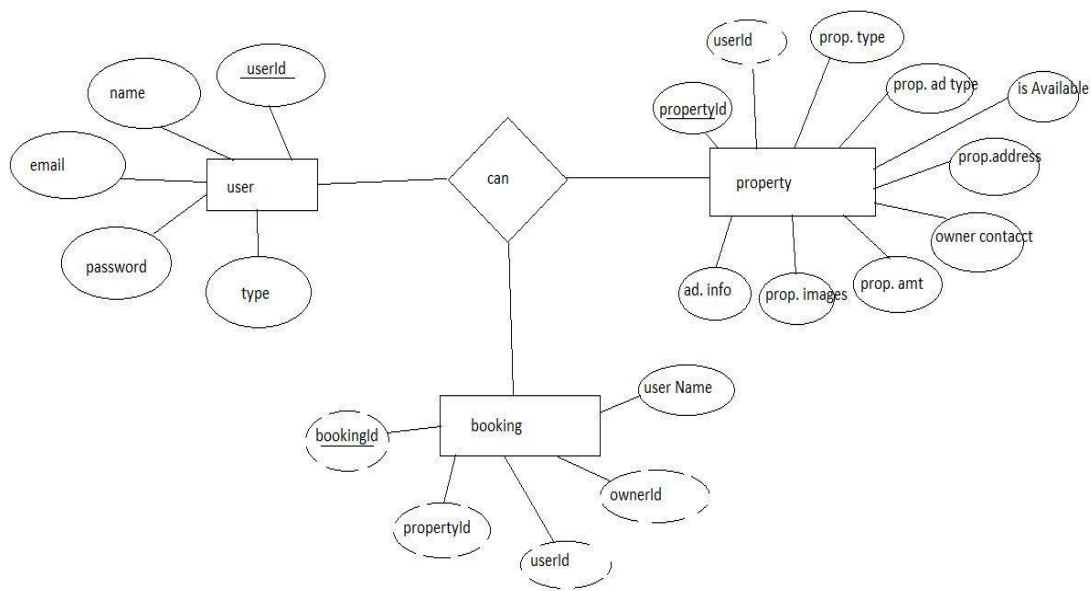 userId
prop. type
userId
name
prop. ad type
is Available
propertyId
email
prop.address
can
user
property
owner contacct
password
type
ad. info
prop. images
prop. amt
user Name
booking
bookingId
ownerId
propertyId
userId